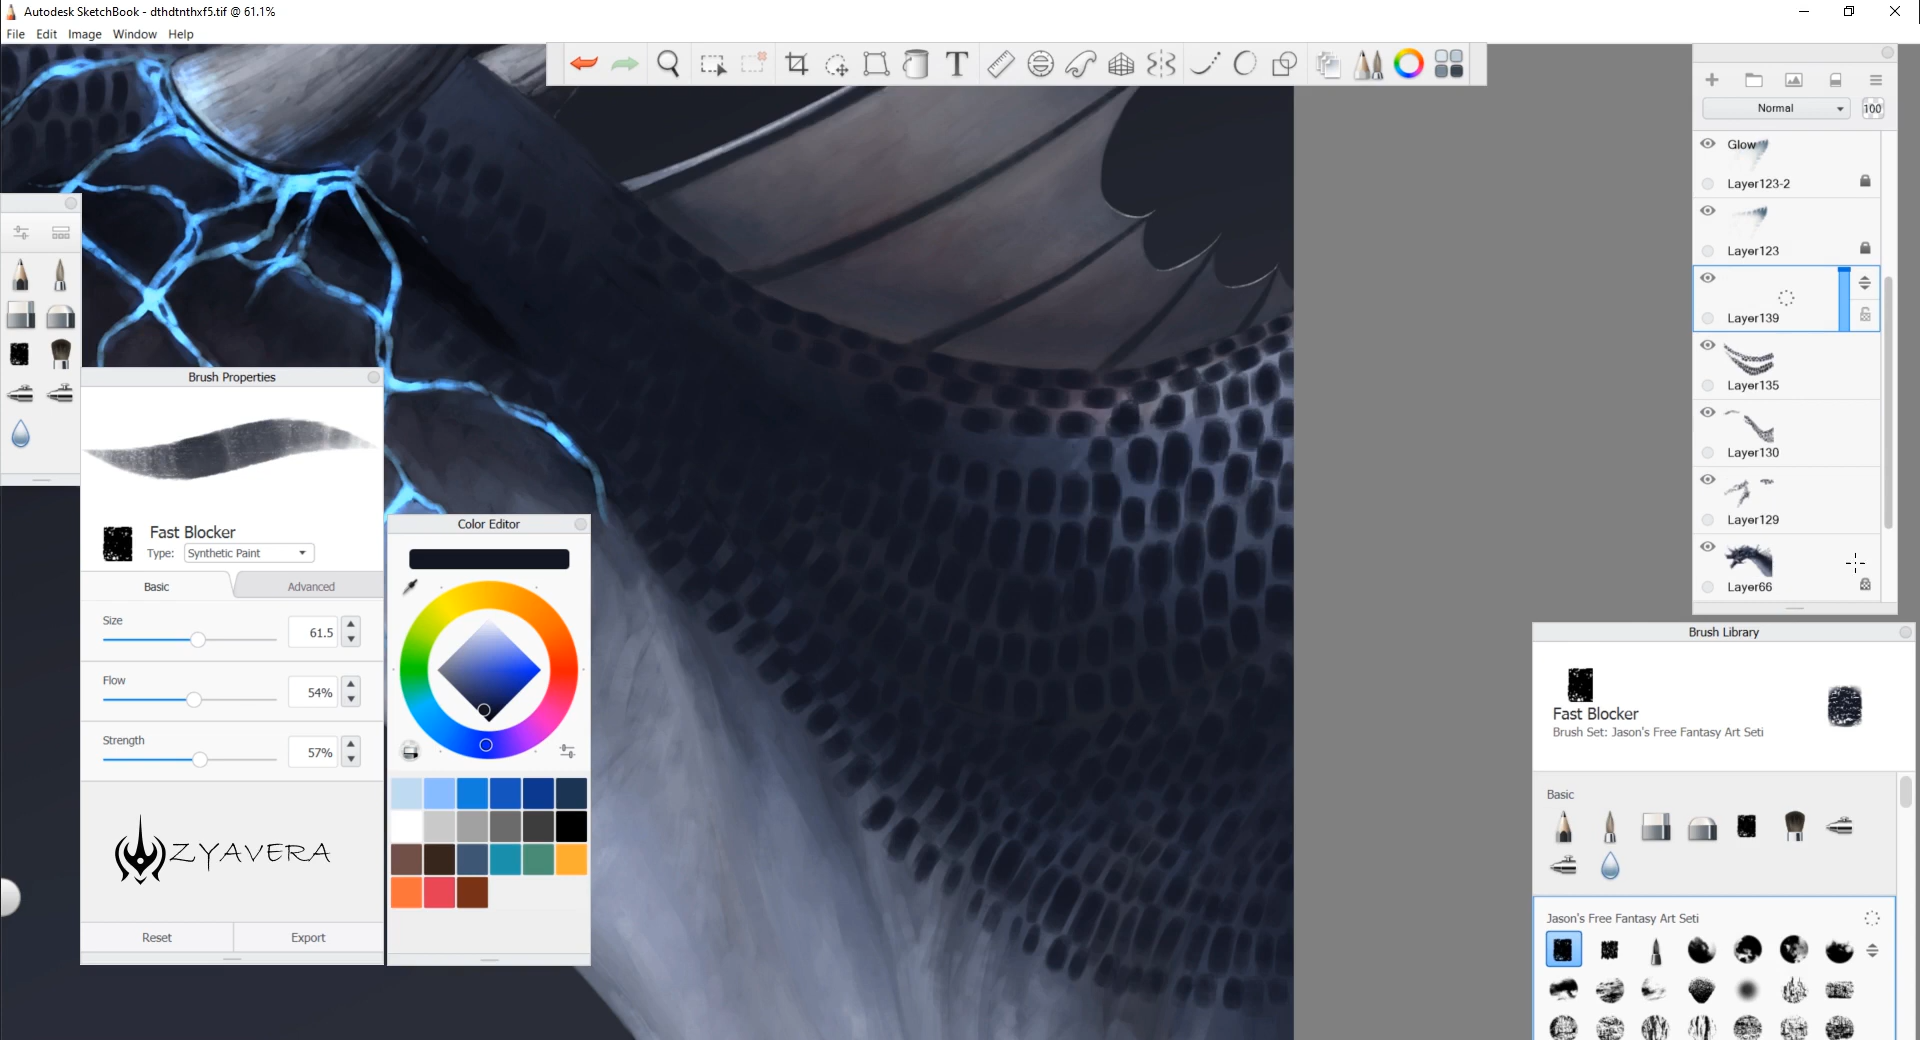 Autodesk SketchBook - dthdtnthxf5.tif @ 61.1%
File Edit Image Window Help
T
Normal 100
Glow
Layer123-2
Layer123
Layer139
Layer135
Layer130
Layer129
Layer66
Brush Properties
Fast Blocker
Type: Synthetic Paint
Basic Advanced
Size
61.5
Flow
54%
Strength
57%
ZYAVERA
Reset Export
Color Editor
Brush Library
Fast Blocker
Brush Set: Jason's Free Fantasy Art Seti
Basic
Jason's Free Fantasy Art Seti